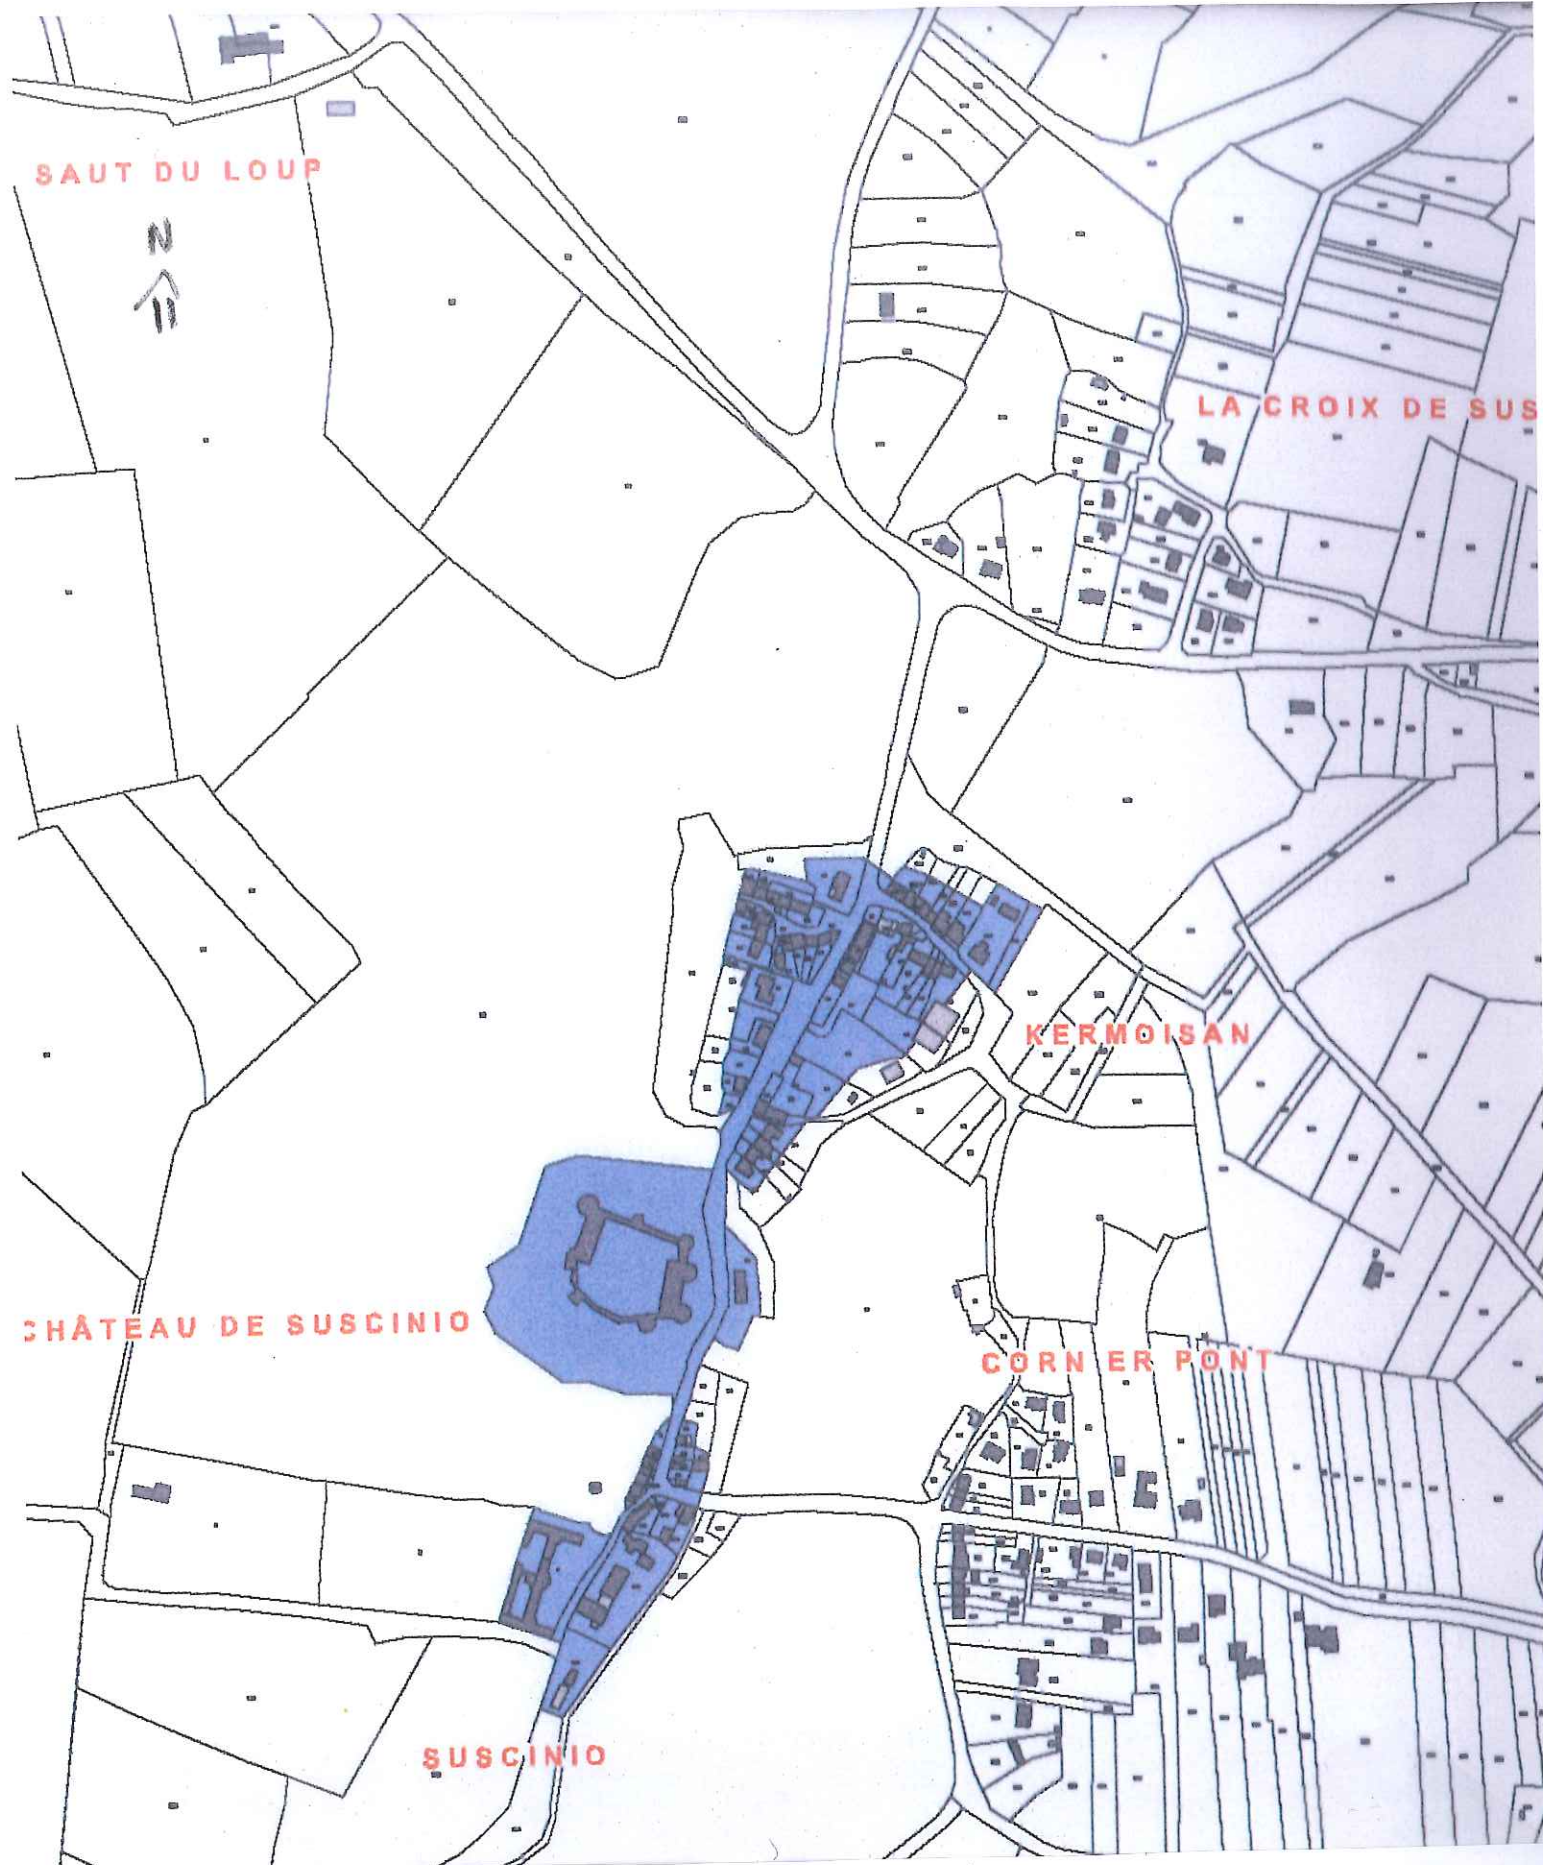 SAUT DU LOUP
N
LA CROIX DE SUS
KERMOISAN
CHÂTEAU DE SUSCINIO
CORN ER PONT
SUSCINIO